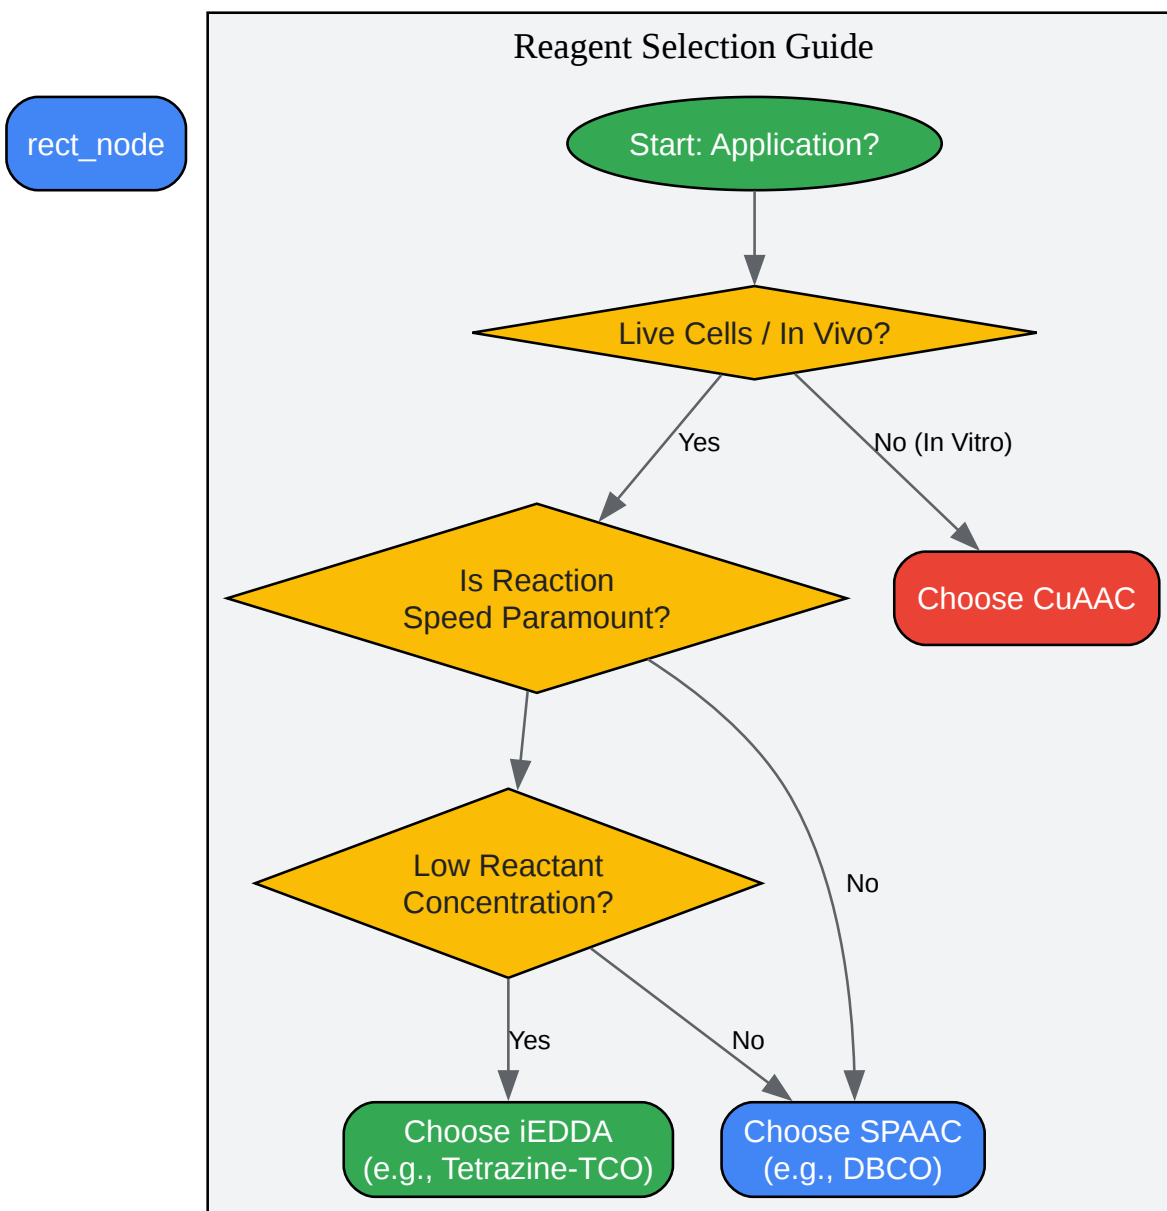 Reagent Selection Guide
rect_node
Start: Application?
Live Cells / In Vivo?
Yes
No (In Vitro)
Is Reaction
Speed Paramount?
Choose CuAAC
Low Reactant
Concentration?
No
Yes
No
Choose iEDDA
(e.g., Tetrazine-TCO)
Choose SPAAC
(e.g., DBCO)